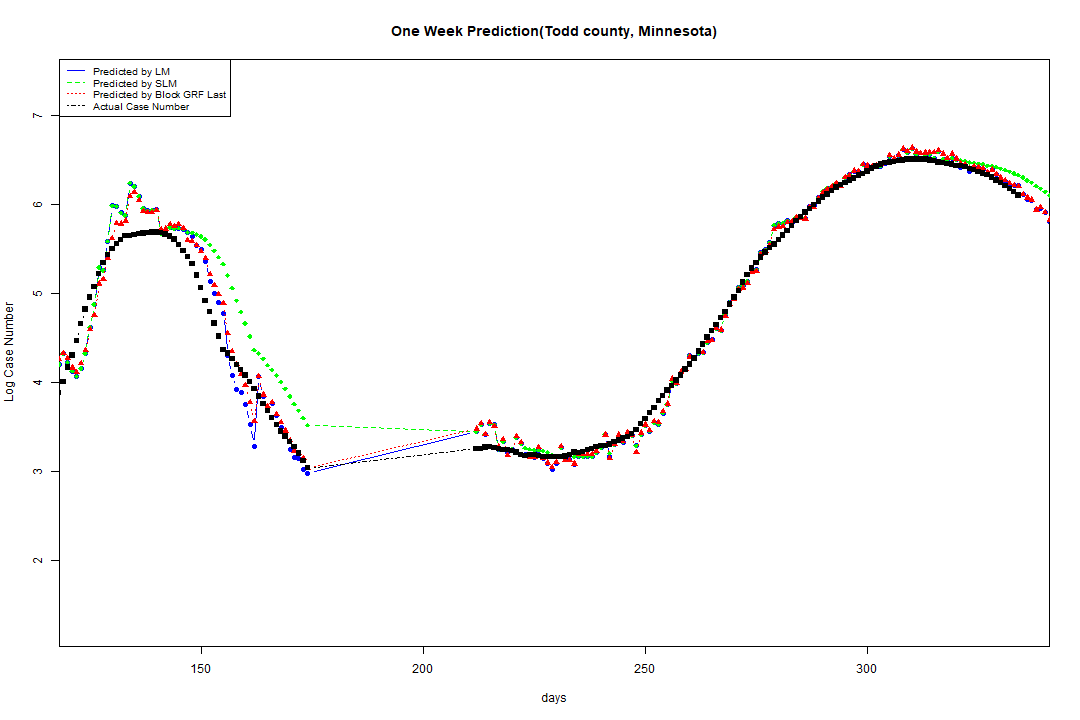 One Week Prediction(Todd county, Minnesota)
Predicted by LM
Predicted by SLM
Predicted by Block GRF Last
Actual Case Number
7
6
5
4
3
2
Log Case Number
150 200 250 300
days